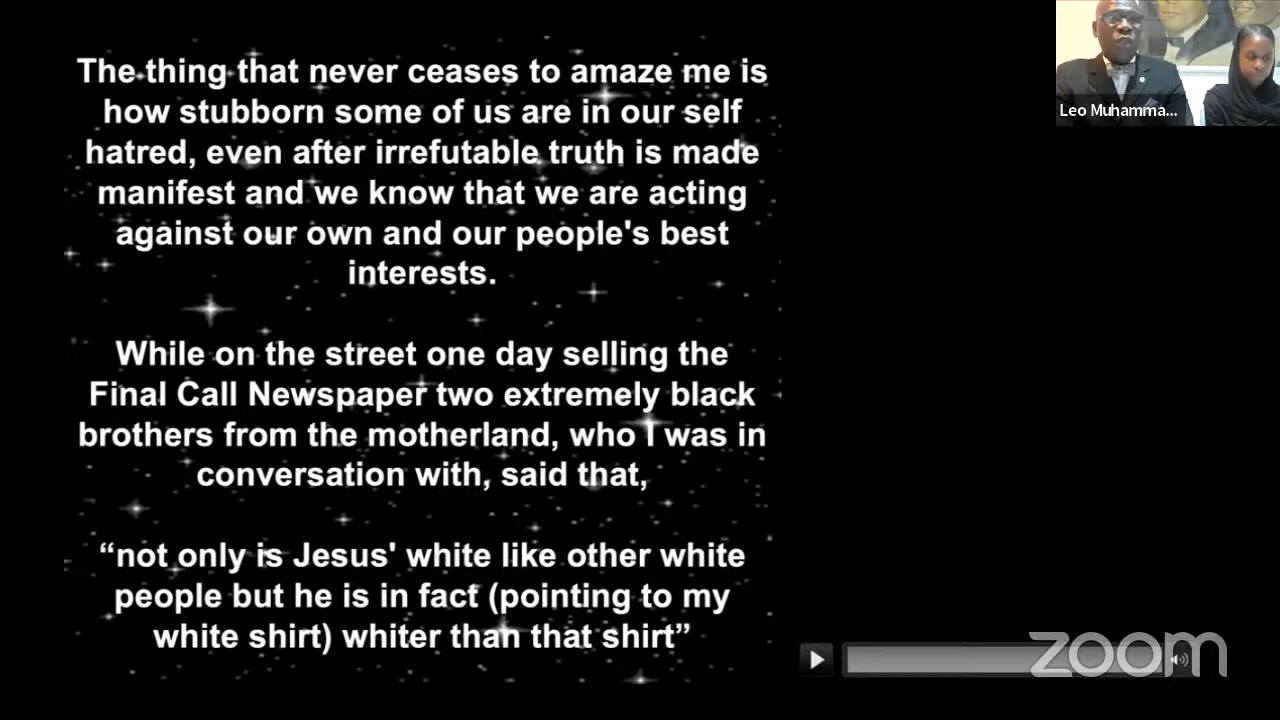 The thing that never ceases to amaze me is
how stubborn some of us are in our self
hatred, even after irrefutable truth is made
manifest and we know that we are acting
against our own and our people's best
interests.
While on the street one day selling the
Final Call Newspaper two extremely black
brothers from the motherland, who I was in
conversation with, said that,
“not only is Jesus' white like other white
people but he is in fact (pointing to my
white shirt) whiter than that shirt”
Leo Muhamma...
zoom